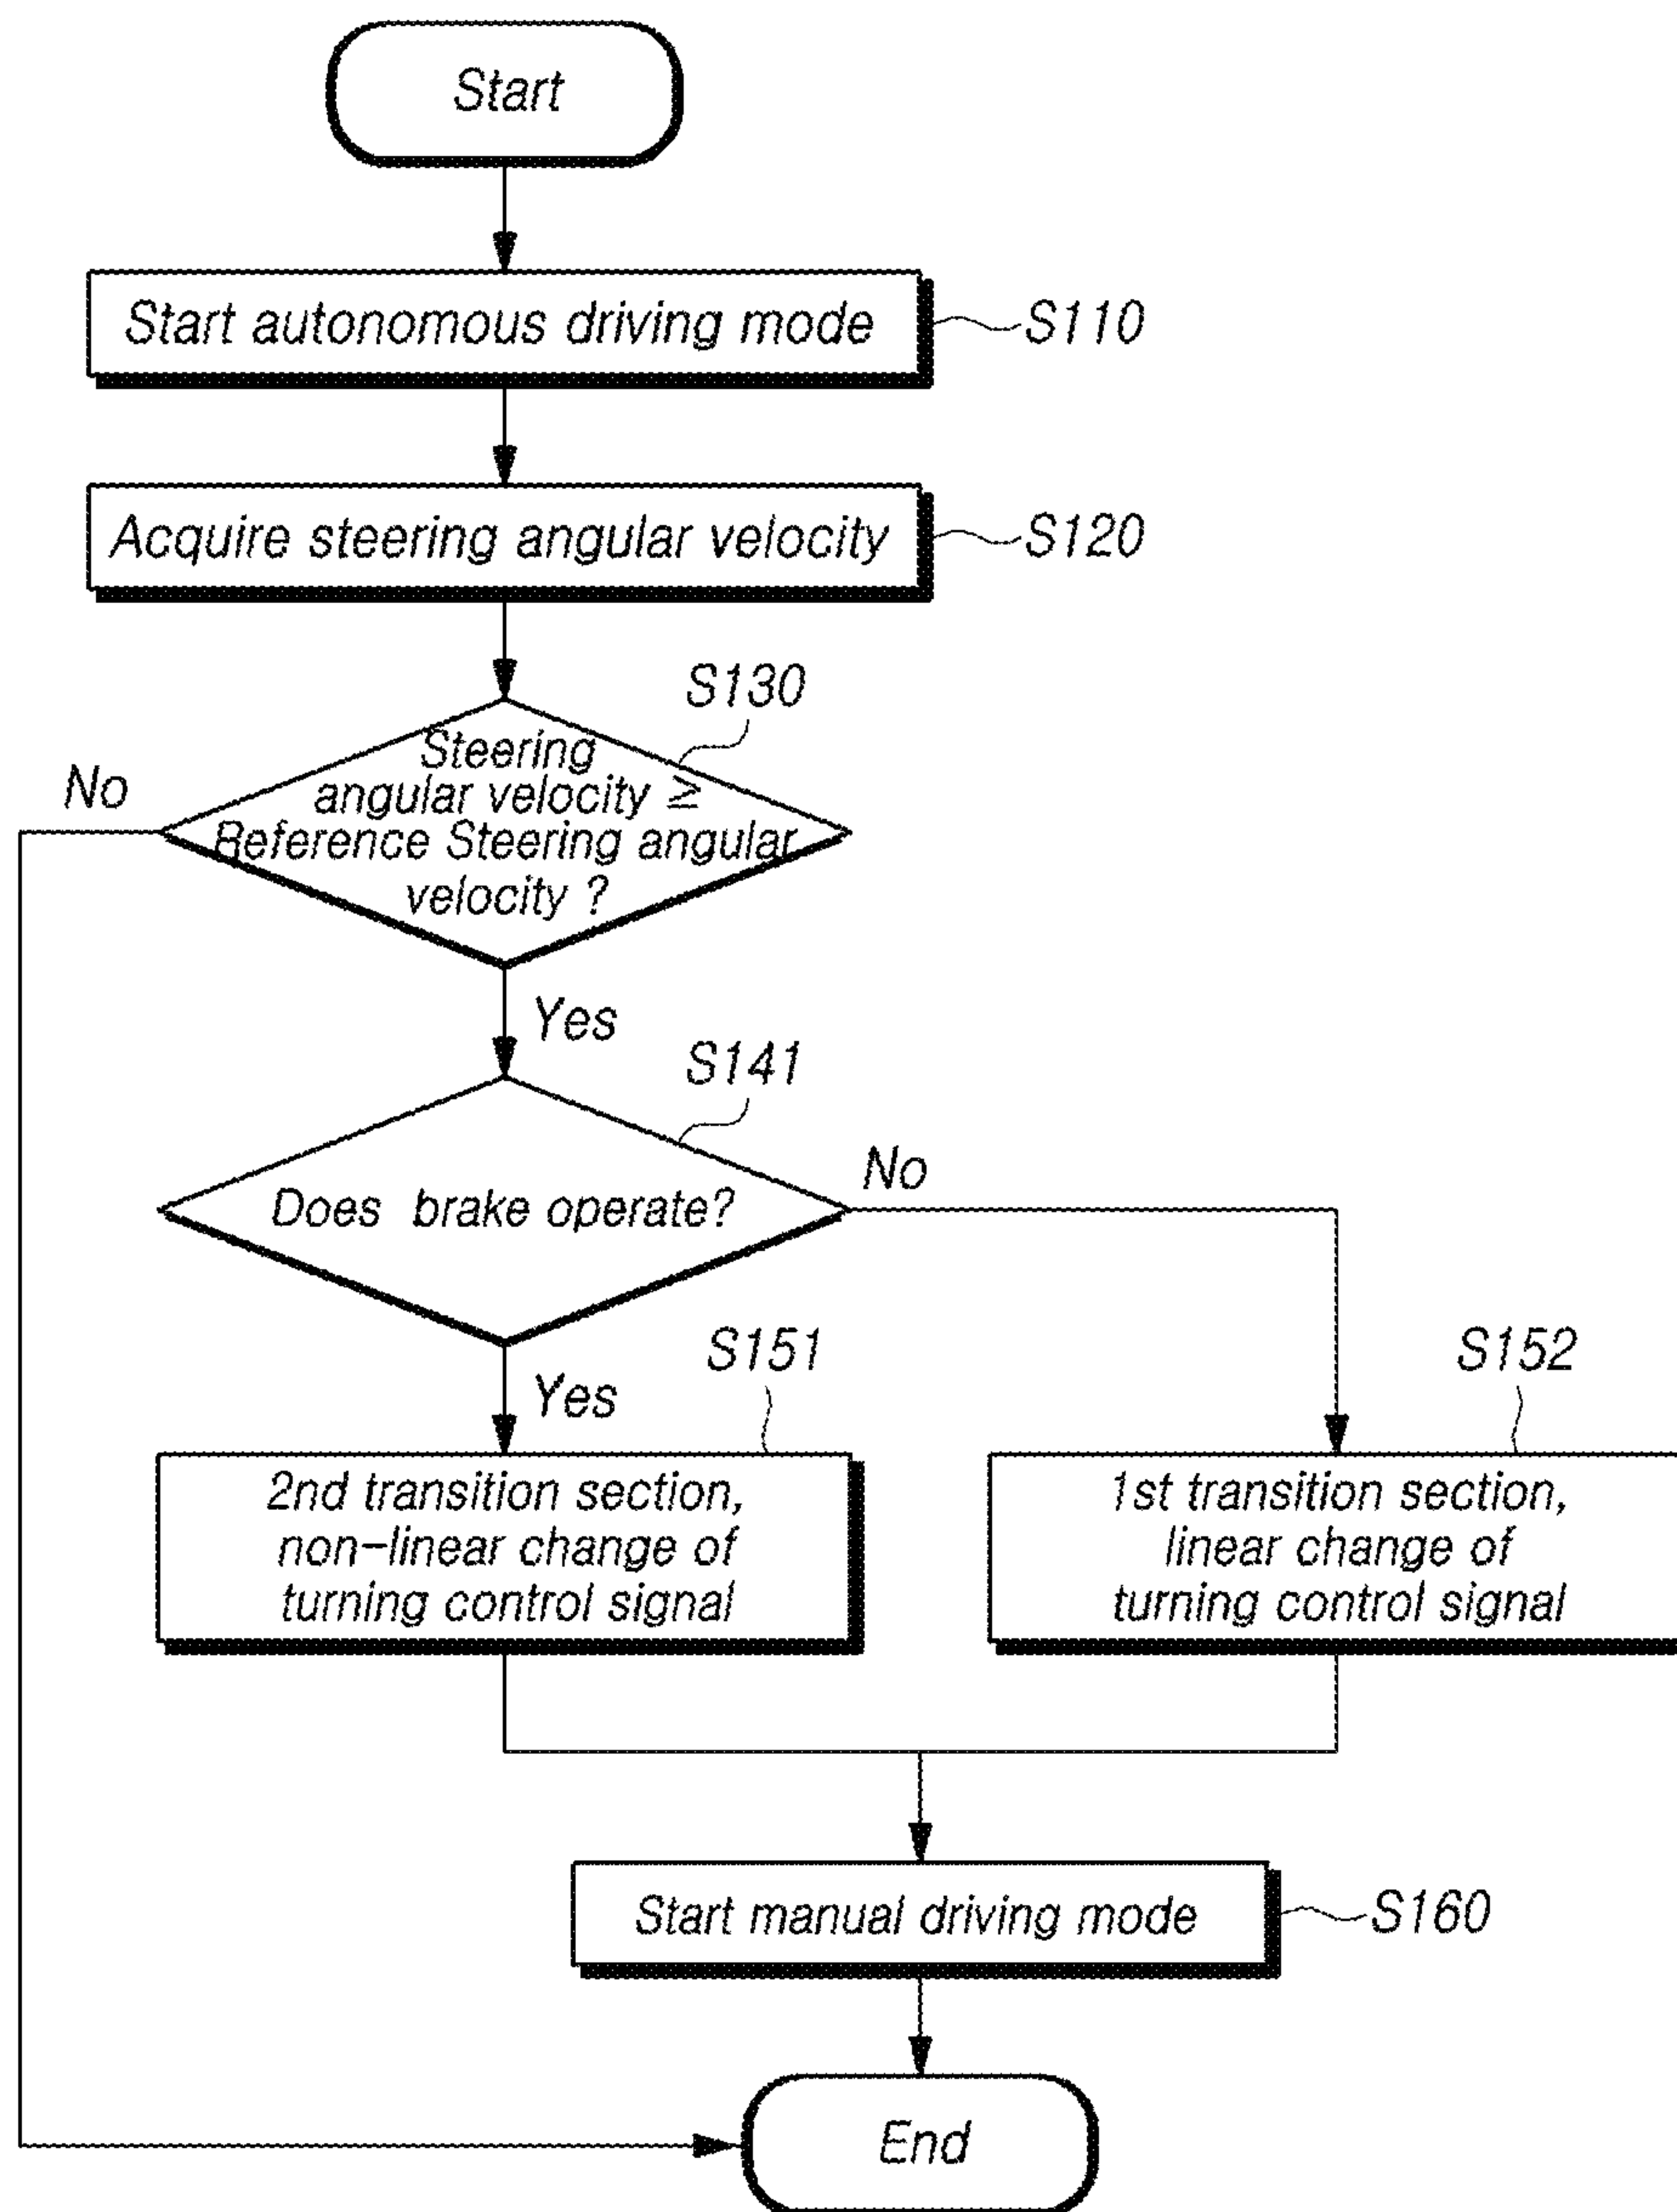 Start
Start autonomous driving mode
S110
Acquire steering angular velocity
S120
S130
No
Steering
angular velocity ≥
Reference Steering angular
velocity ?
Yes
S141
Does brake operate?
No
Yes
S151
S152
2nd transition section,
non-linear change of
turning control signal
1st transition section,
linear change of
turning control signal
Start manual driving mode
S160
End